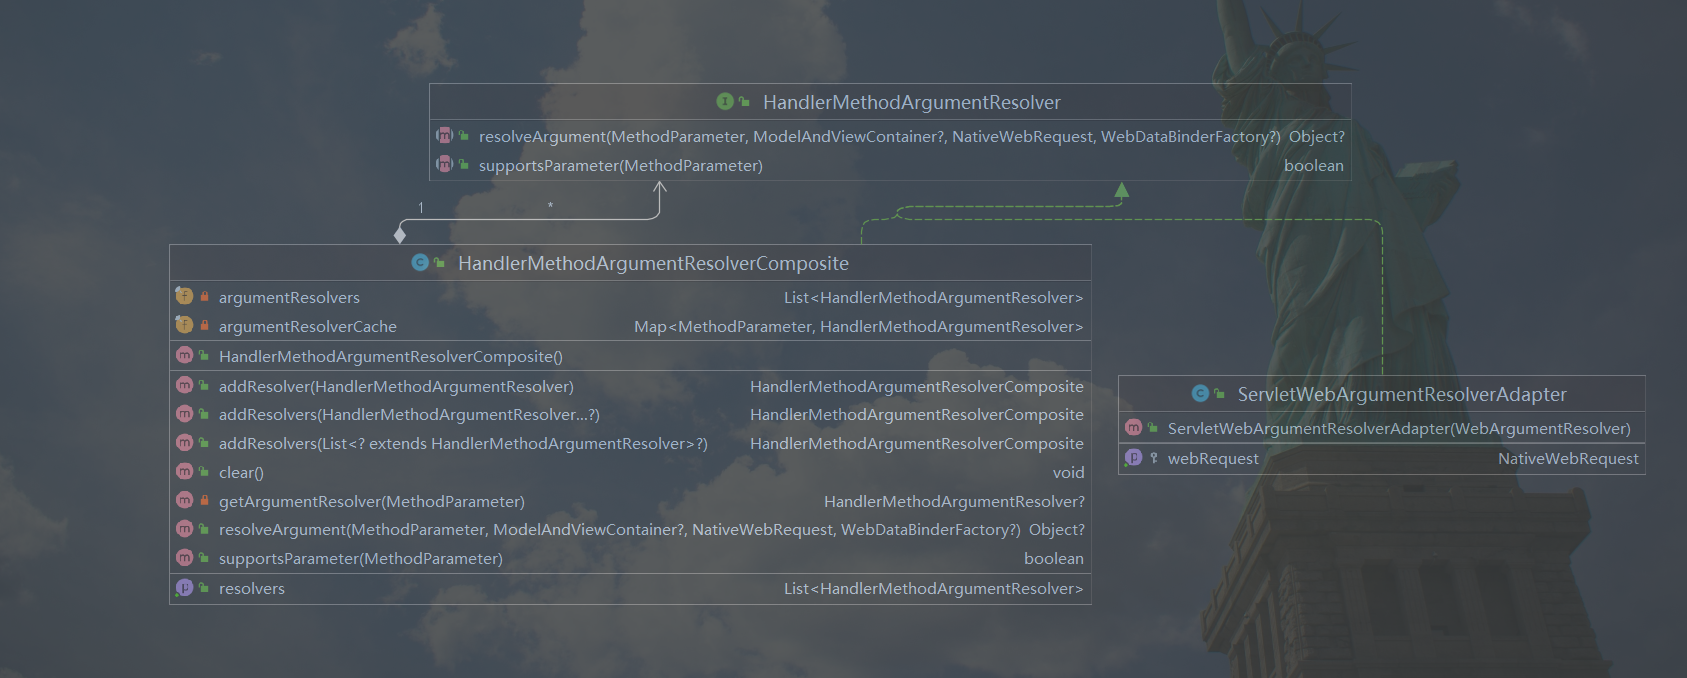 HandlerMethodArgumentResolver
resolveArgument(MethodParameter, ModelAndViewContainer?, NativeWebRequest, WebDataBinderFactory?) Object?
supportsParameter(MethodParameter) boolean
1 *
HandlerMethodArgumentResolverComposite
argumentResolvers List<HandlerMethodArgumentResolver>
argumentResolverCache Map<MethodParameter, HandlerMethodArgumentResolver>
HandlerMethodArgumentResolverComposite()
addResolver(HandlerMethodArgumentResolver) HandlerMethodArgumentResolverComposite
addResolvers(HandlerMethodArgumentResolver...?) HandlerMethodArgumentResolverComposite
addResolvers(List<? extends HandlerMethodArgumentResolver>?) HandlerMethodArgumentResolverComposite
clear() void
getArgumentResolver(MethodParameter) HandlerMethodArgumentResolver?
resolveArgument(MethodParameter, ModelAndViewContainer?, NativeWebRequest, WebDataBinderFactory?) Object?
supportsParameter(MethodParameter) boolean
resolvers List<HandlerMethodArgumentResolver>
ServletWebArgumentResolverAdapter
ServletWebArgumentResolverAdapter(WebArgumentResolver)
webRequest NativeWebRequest